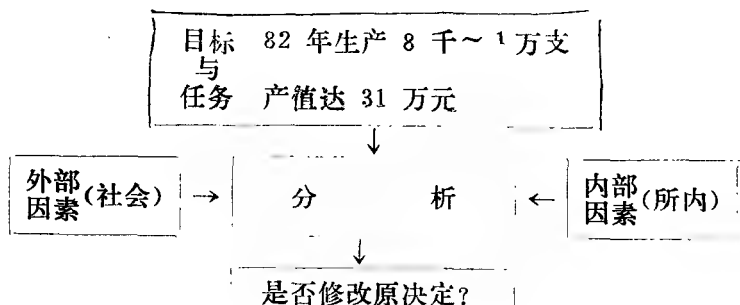 目标 82 年生产 8 千~1 万支
与
任务 产值达 31 万元
外部
因素(社会) → 分 析 ← 内部
因素(所内)
是否修改原决定?